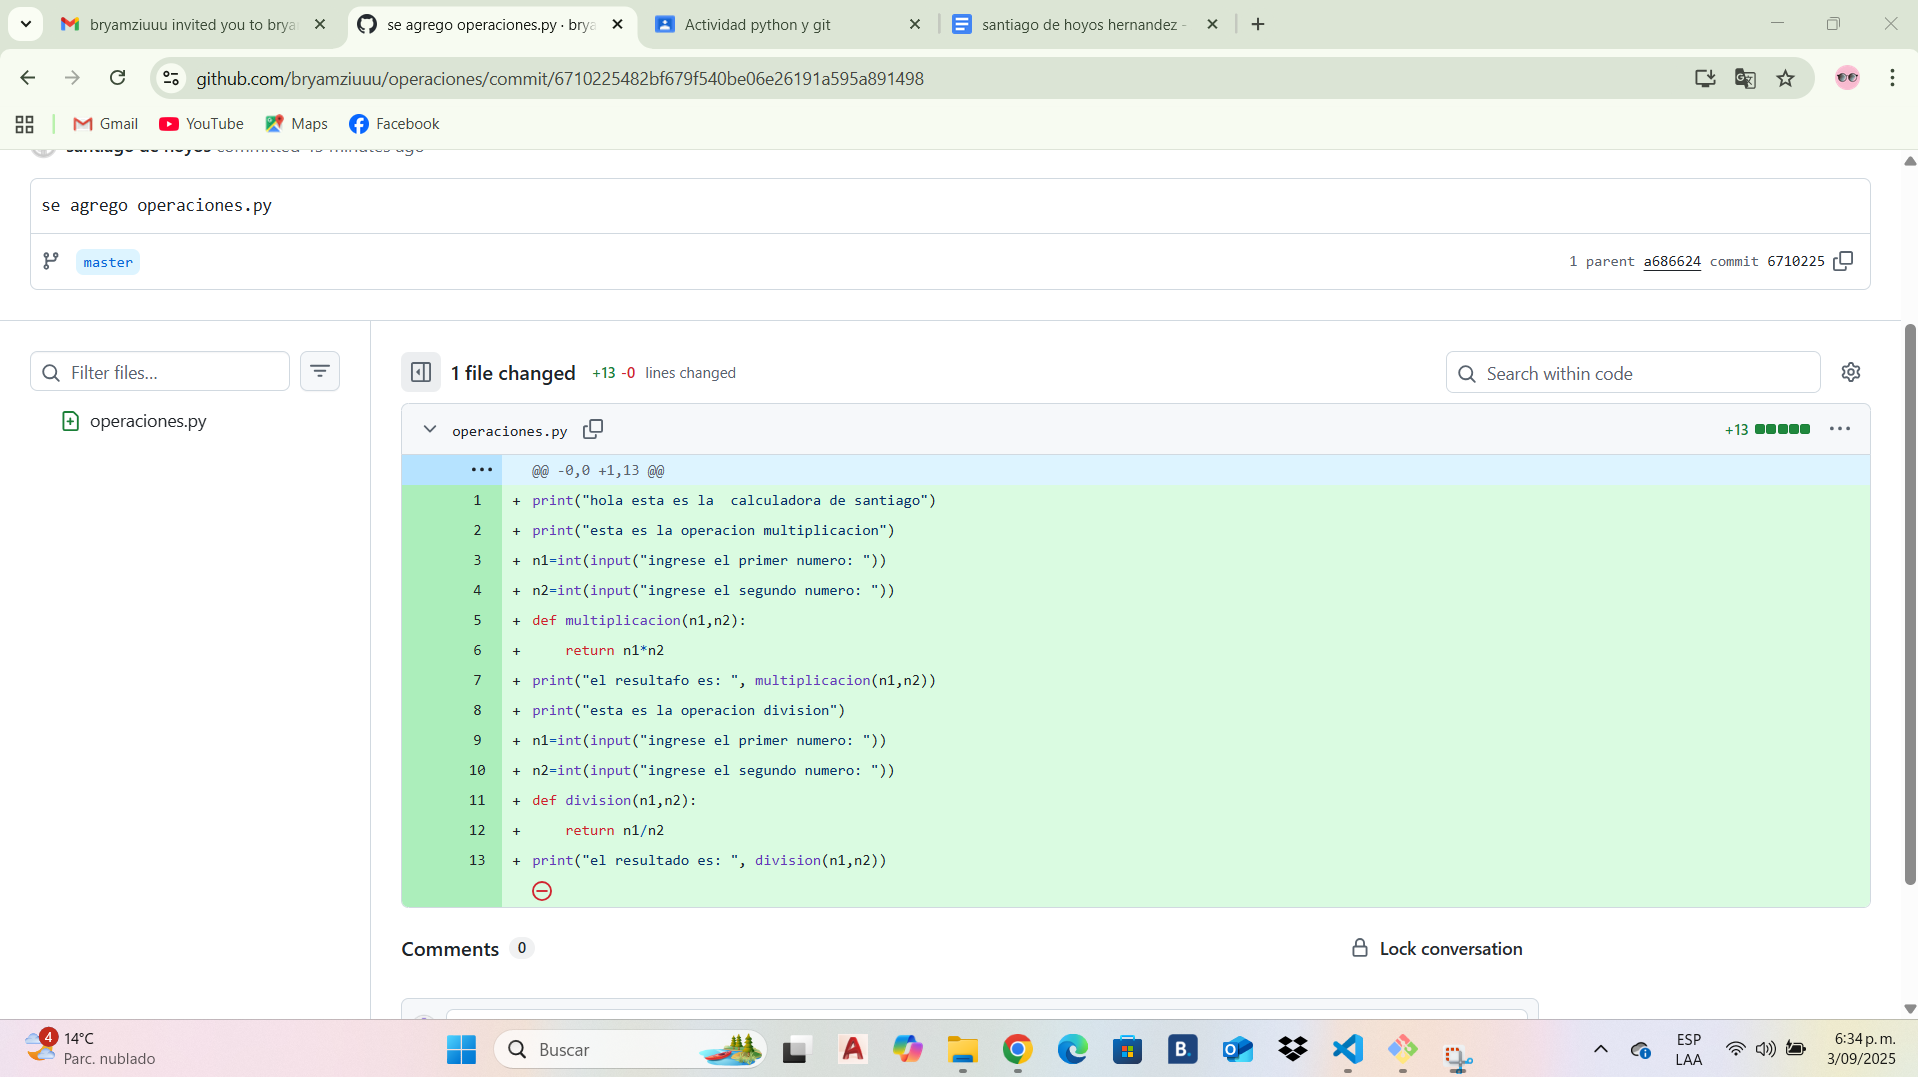 bryamziuuu invited you to brya
se agrego operaciones.py · brya
Actividad python y git
santiago de hoyos hernandez -
github.com/bryamziuuu/operaciones/commit/6710225482bf679f540be06e26191a595a891498
Gmail
YouTube
Maps
Facebook
santiago de hoyos committed 45 minutes ago
se agrego operaciones.py
master
1 parent a686624 commit 6710225
Filter files...
operaciones.py
1 file changed +13 -0 lines changed
Search within code
operaciones.py
+13
@@ -0,0 +1,13 @@
1 + print("hola esta es la  calculadora de santiago")
2 + print("esta es la operacion multiplicacion")
3 + n1=int(input("ingrese el primer numero: "))
4 + n2=int(input("ingrese el segundo numero: "))
5 + def multiplicacion(n1,n2):
6 +     return n1*n2
7 + print("el resultafo es: ", multiplicacion(n1,n2))
8 + print("esta es la operacion division")
9 + n1=int(input("ingrese el primer numero: "))
10 + n2=int(input("ingrese el segundo numero: "))
11 + def division(n1,n2):
12 +     return n1/n2
13 + print("el resultado es: ", division(n1,n2))
Comments 0
Lock conversation
4
14°C
Parc. nublado
Buscar
ESP
LAA
6:34 p. m.
3/09/2025